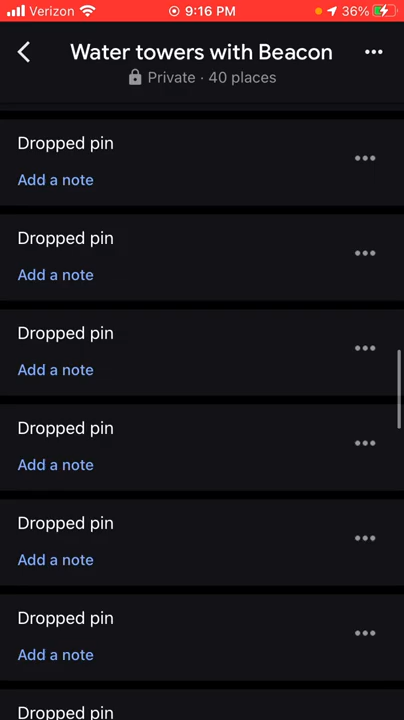 Verizon 9:16 PM 36%
Water towers with Beacon
Private · 40 places
Dropped pin
Add a note
Dropped pin
Add a note
Dropped pin
Add a note
Dropped pin
Add a note
Dropped pin
Add a note
Dropped pin
Add a note
Dropped pin